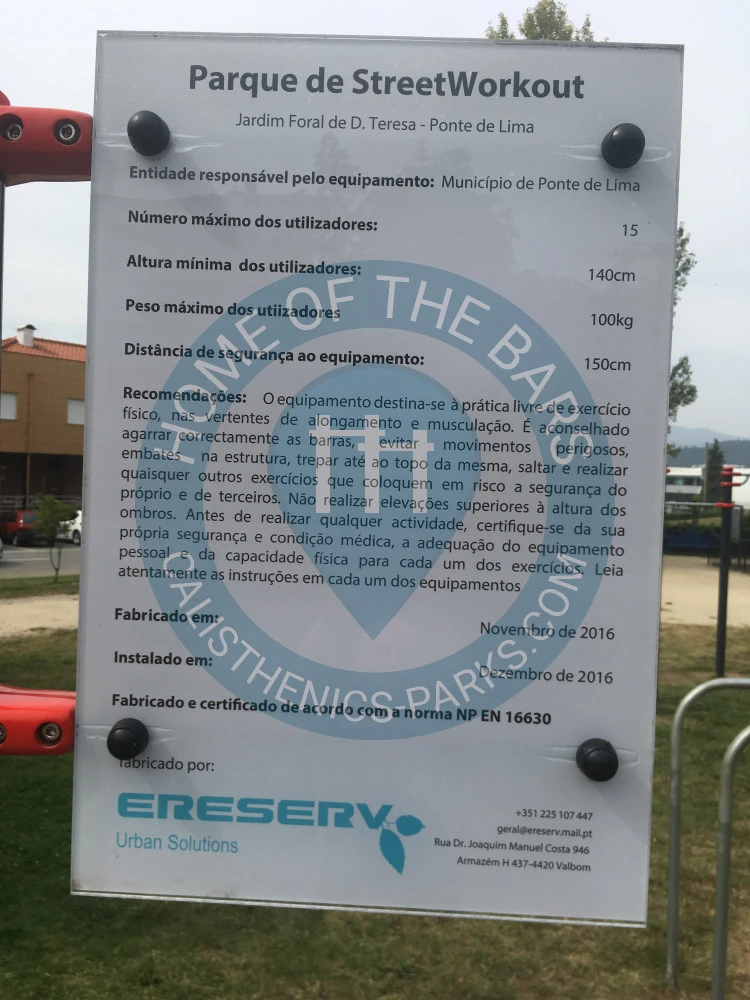 Parque de StreetWorkout
Jardim Foral de D. Teresa - Ponte de Lima
Entidade responsável pelo equipamento: Município de Ponte de Lima
Número máximo dos utilizadores: 15
Altura mínima dos utilizadores: 140cm
Peso máximo dos utiizadores 100kg
Distância de segurança ao equipamento: 150cm
Recomendações: O equipamento destina-se à prática livre de exercício
físico, nas vertentes de alongamento e musculação. É aconselhado
agarrar correctamente as barras, evitar movimentos perigosos,
embates na estrutura, trepar até ao topo da mesma, saltar e realizar
quaisquer outros exercícios que coloquem em risco a segurança do
próprio e de terceiros. Não realizar elevações superiores à altura dos
ombros. Antes de realizar qualquer actividade, certifique-se da sua
própria segurança e condição médica, a adequação do equipamento
pessoal e da capacidade física para cada um dos exercícios. Leia
atentamente as instruções em cada um dos equipamentos
Fabricado em: Novembro de 2016
Instalado em: Dezembro de 2016
Fabricado e certificado de acordo com a norma NP EN 16630
fabricado por:
ERESERV
Urban Solutions
+351 225 107 447
geral@ereserv.mail.pt
Rua Dr. Joaquim Manuel Costa 946
Armazém H 437-4420 Valbom
HOME OF THE BARS
CALISTHENICS-PARKS.COM